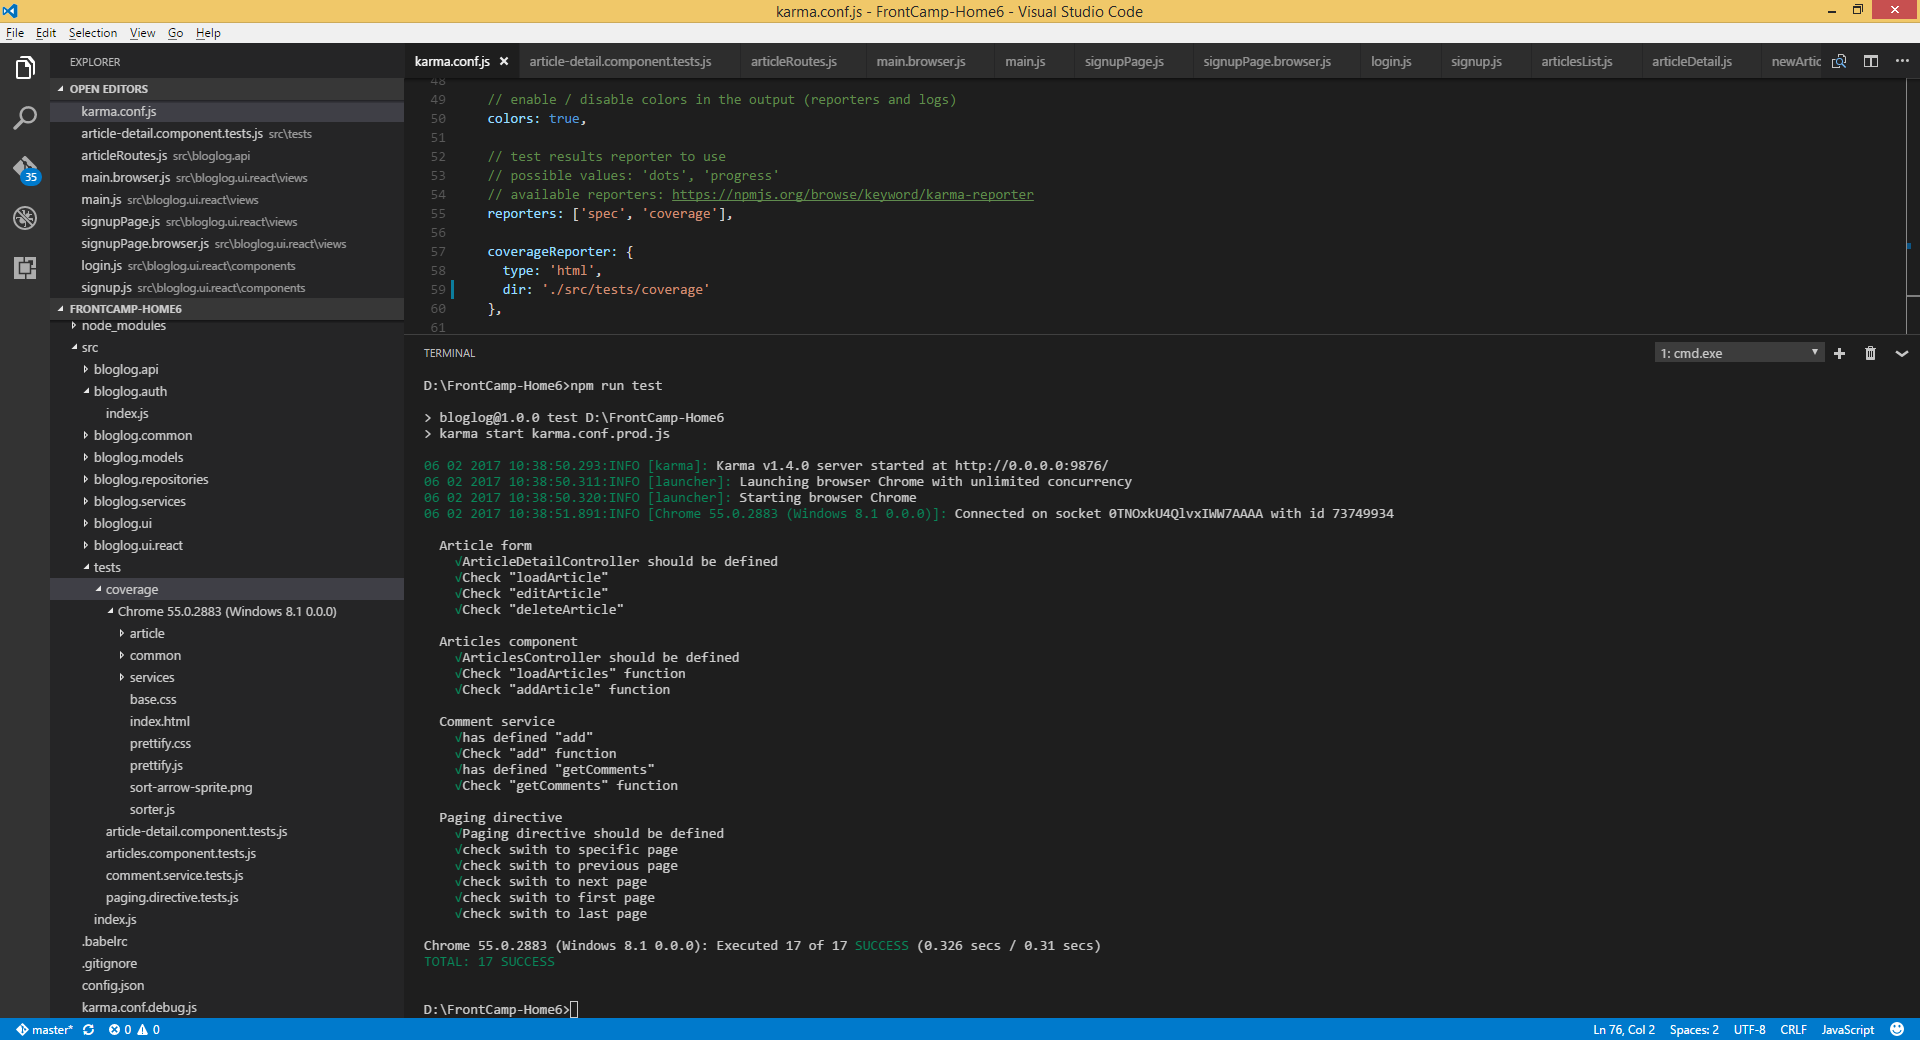 karma.conf.js - FrontCamp-Home6 - Visual Studio Code
File Edit Selection View Go Help
EXPLORER
OPEN EDITORS
karma.conf.js
article-detail.component.tests.js src\tests
articleRoutes.js src\bloglog.api
main.browser.js src\bloglog.ui.react\views
main.js src\bloglog.ui.react\views
signupPage.js src\bloglog.ui.react\views
signupPage.browser.js src\bloglog.ui.react\views
login.js src\bloglog.ui.react\components
signup.js src\bloglog.ui.react\components
FRONTCAMP-HOME6
node_modules
src
bloglog.api
bloglog.auth
index.js
bloglog.common
bloglog.models
bloglog.repositories
bloglog.services
bloglog.ui
bloglog.ui.react
tests
coverage
Chrome 55.0.2883 (Windows 8.1 0.0.0)
article
common
services
base.css
index.html
prettify.css
prettify.js
sort-arrow-sprite.png
sorter.js
article-detail.component.tests.js
articles.component.tests.js
comment.service.tests.js
paging.directive.tests.js
index.js
.babelrc
.gitignore
config.json
karma.conf.debug.js
35
karma.conf.js × article-detail.component.tests.js articleRoutes.js main.browser.js main.js signupPage.js signupPage.browser.js login.js signup.js articlesList.js articleDetail.js newArtic
48
49 // enable / disable colors in the output (reporters and logs)
50 colors: true,
51
52 // test results reporter to use
53 // possible values: 'dots', 'progress'
54 // available reporters: https://npmjs.org/browse/keyword/karma-reporter
55 reporters: ['spec', 'coverage'],
56
57 coverageReporter: {
58 type: 'html',
59 dir: './src/tests/coverage'
60 },
61
TERMINAL
1: cmd.exe
D:\FrontCamp-Home6>npm run test
> bloglog@1.0.0 test D:\FrontCamp-Home6
> karma start karma.conf.prod.js
06 02 2017 10:38:50.293:INFO [karma]: Karma v1.4.0 server started at http://0.0.0.0:9876/
06 02 2017 10:38:50.311:INFO [launcher]: Launching browser Chrome with unlimited concurrency
06 02 2017 10:38:50.320:INFO [launcher]: Starting browser Chrome
06 02 2017 10:38:51.891:INFO [Chrome 55.0.2883 (Windows 8.1 0.0.0)]: Connected on socket 0TNOxkU4QlvxIWW7AAAA with id 73749934
Article form
√ArticleDetailController should be defined
√Check "loadArticle"
√Check "editArticle"
√Check "deleteArticle"
Articles component
√ArticlesController should be defined
√Check "loadArticles" function
√Check "addArticle" function
Comment service
√has defined "add"
√Check "add" function
√has defined "getComments"
√Check "getComments" function
Paging directive
√Paging directive should be defined
√check swith to specific page
√check swith to previous page
√check swith to next page
√check swith to first page
√check swith to last page
Chrome 55.0.2883 (Windows 8.1 0.0.0): Executed 17 of 17 SUCCESS (0.326 secs / 0.31 secs)
TOTAL: 17 SUCCESS
D:\FrontCamp-Home6>
master* 0 0 Ln 76, Col 2 Spaces: 2 UTF-8 CRLF JavaScript